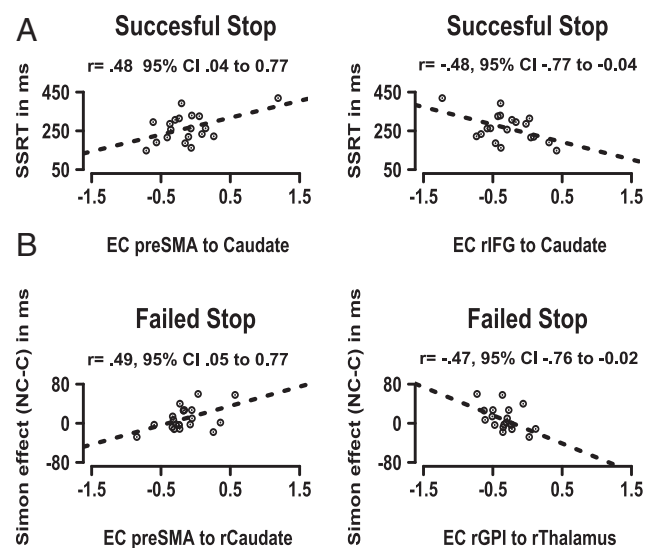 A
Succesful Stop
r= .48 95% CI .04 to 0.77
SSRT in ms
450
250
50
-1.5
-0.5
0.5
1.5
EC preSMA to Caudate
Succesful Stop
r= -.48, 95% CI -.77 to -0.04
SSRT in ms
450
250
50
-1.5
-0.5
0.5
1.5
EC rIFG to Caudate
B
Failed Stop
r= .49, 95% CI .05 to 0.77
Simon effect (NC-C) in ms
80
0
-80
-1.5
-0.5
0.5
1.5
EC preSMA to rCaudate
Failed Stop
r= -.47, 95% CI -.76 to -0.02
Simon effect (NC-C) in ms
80
0
-80
-1.5
-0.5
0.5
1.5
EC rGPI to rThalamus